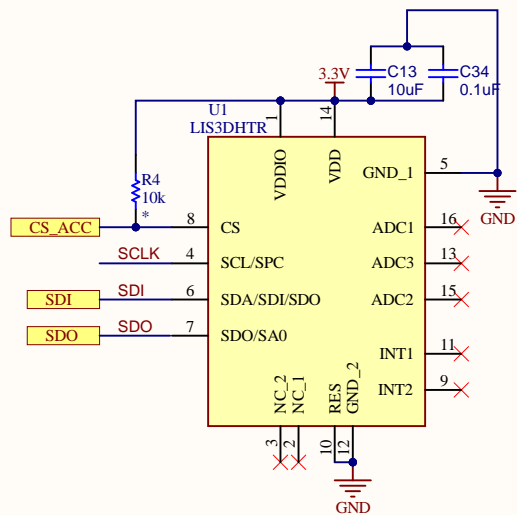 3.3V
C13
10uF
C34
0.1uF
U1
LIS3DHTR
1
14
VDDIO
VDD
R4
10k
*
GND_1
5
GND
CS_ACC
8
CS
ADC1
16
SCLK
4
SCL/SPC
ADC3
13
SDI
SDI
6
SDA/SDI/SDO
ADC2
15
SDO
SDO
7
SDO/SA0
INT1
11
INT2
9
NC_2
NC_1
RES
GND_2
3
2
10
12
GND